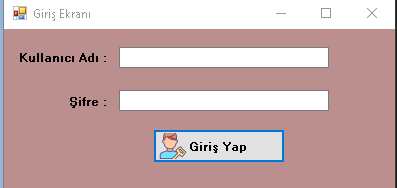 Giriş Ekranı
Kullanıcı Adı :
Şifre :
Giriş Yap